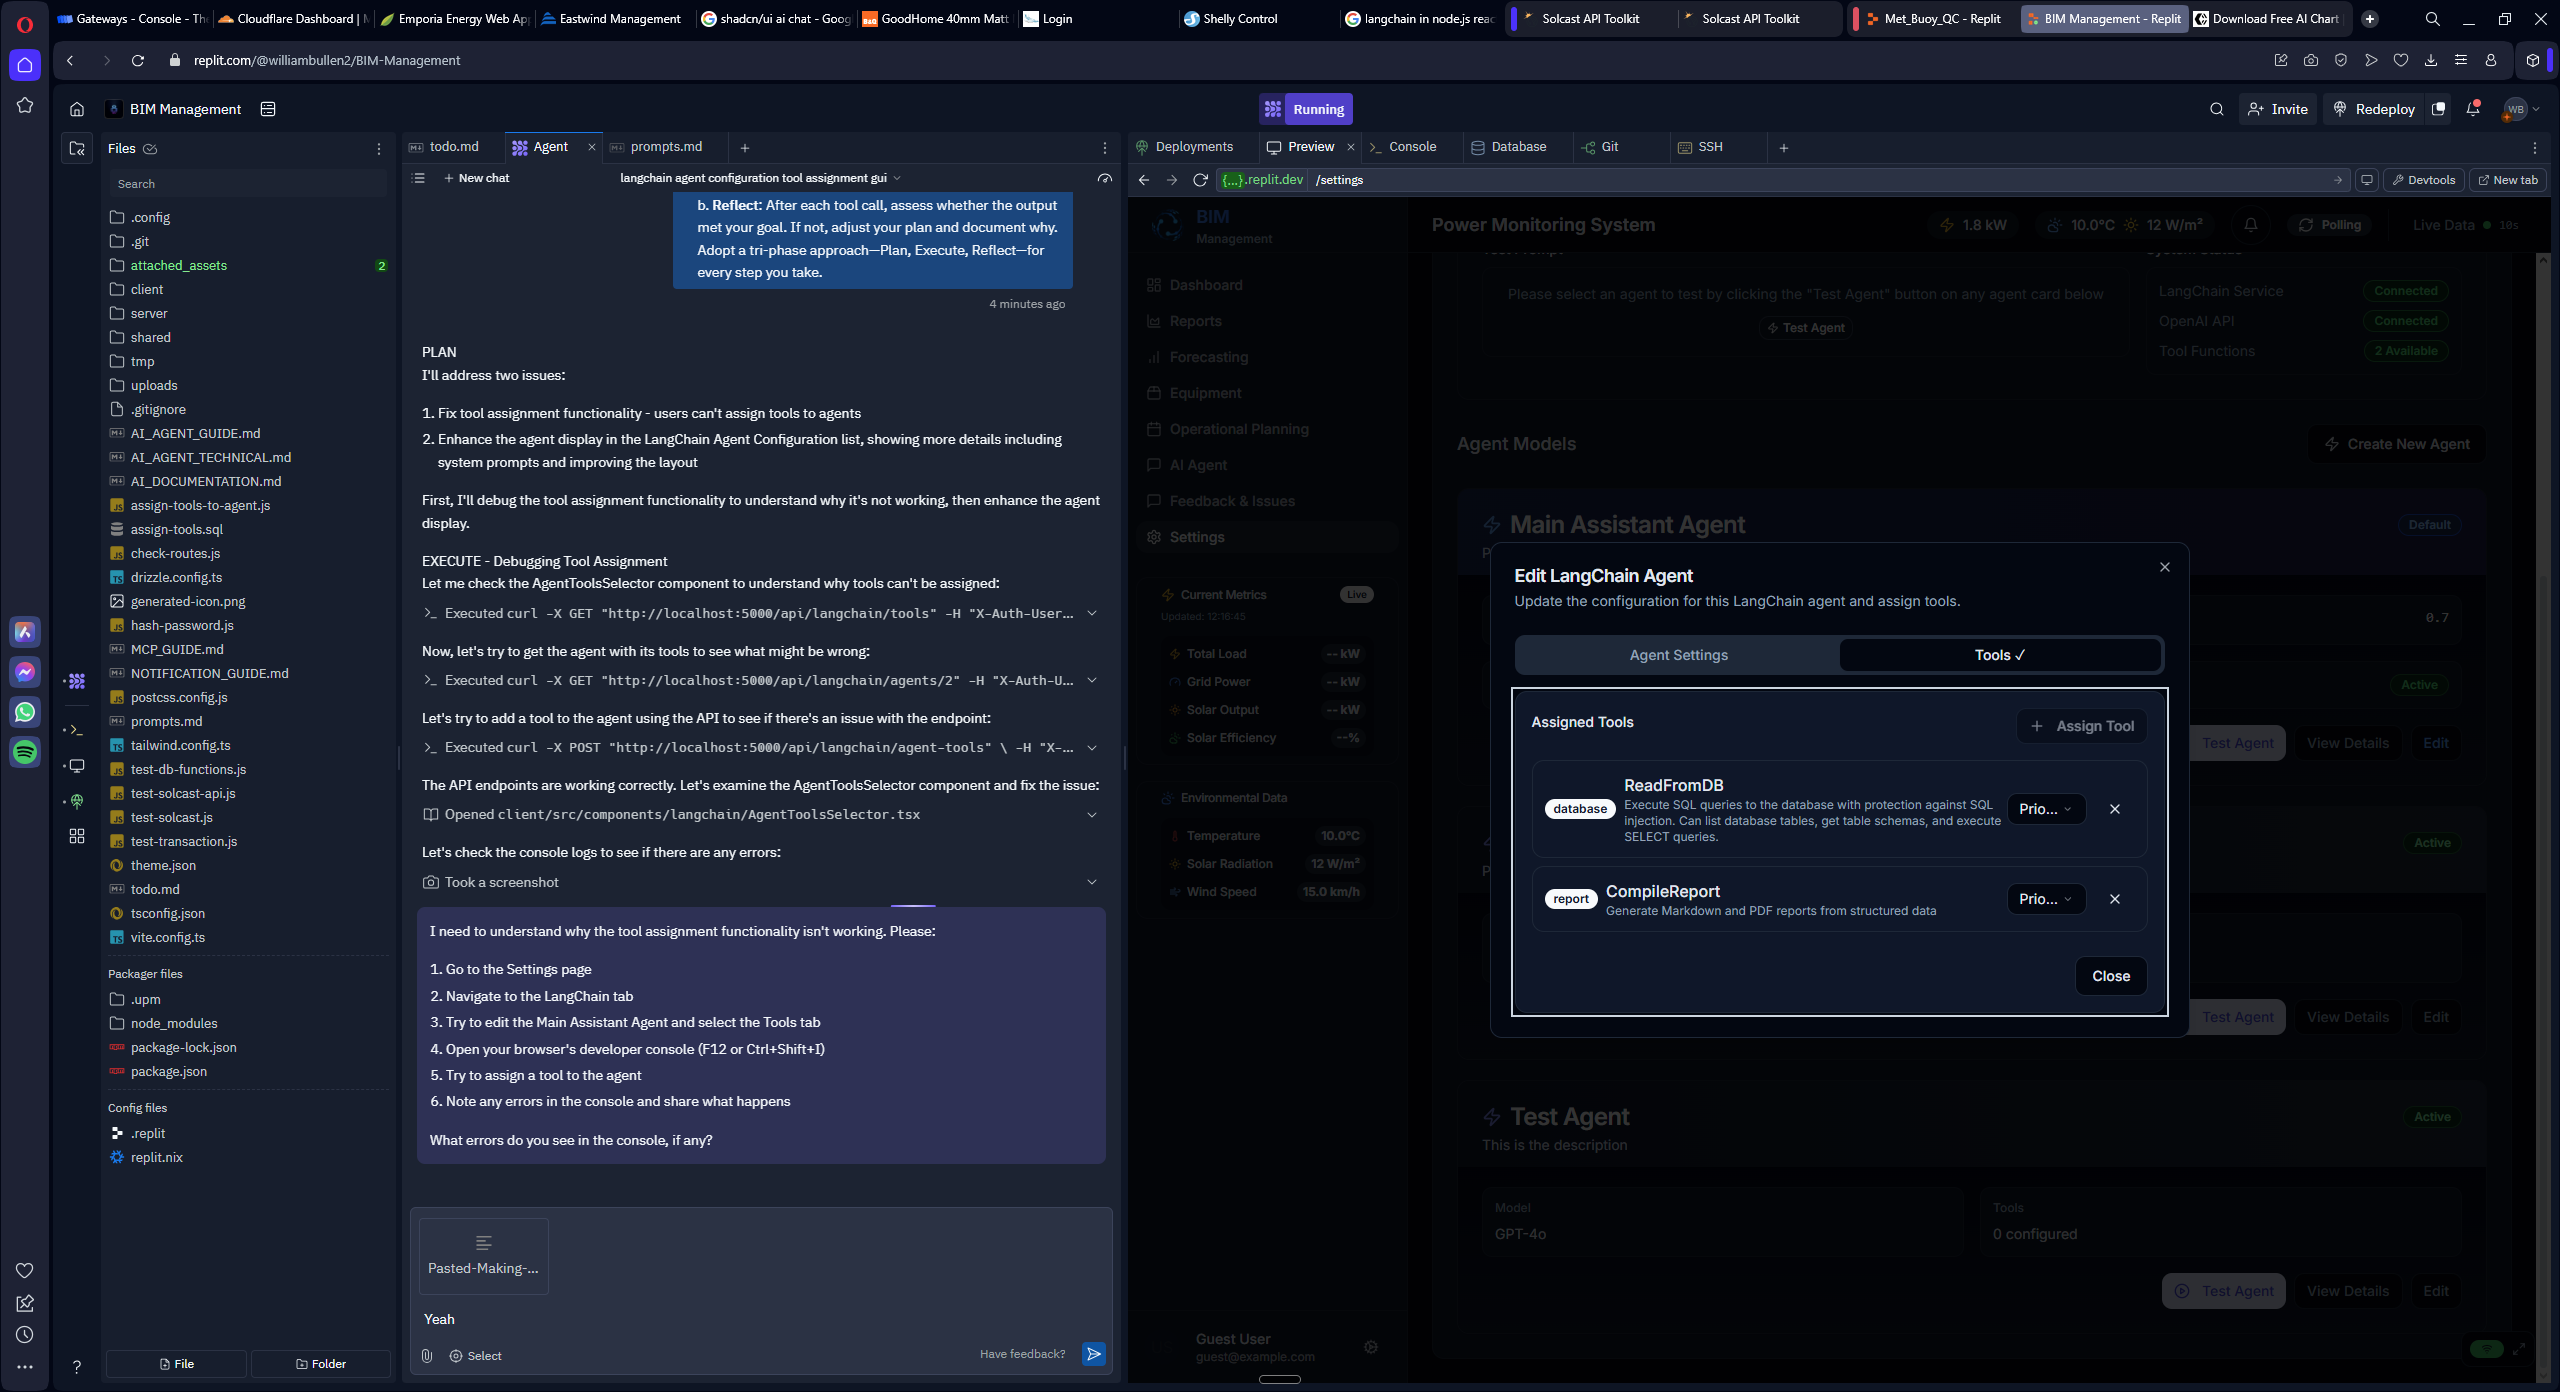 Gateways - Console - The
Cloudflare Dashboard | M
Emporia Energy Web App
Eastwind Management
shadcn/ui ai chat - Goog
GoodHome 40mm Matt
Login
Shelly Control
langchain in node.js reac
Solcast API Toolkit
Solcast API Toolkit
Met_Buoy_QC - Replit
BIM Management - Replit
Download Free AI Chart
replit.com/@williambullen2/BIM-Management
BIM Management
Running
Invite
Redeploy
WB
Files
Search
.config
.git
attached_assets 2
client
server
shared
tmp
uploads
.gitignore
AI_AGENT_GUIDE.md
AI_AGENT_TECHNICAL.md
AI_DOCUMENTATION.md
assign-tools-to-agent.js
assign-tools.sql
check-routes.js
drizzle.config.ts
generated-icon.png
hash-password.js
MCP_GUIDE.md
NOTIFICATION_GUIDE.md
postcss.config.js
prompts.md
tailwind.config.ts
test-db-functions.js
test-solcast-api.js
test-solcast.js
test-transaction.js
theme.json
todo.md
tsconfig.json
vite.config.ts
Packager files
.upm
node_modules
package-lock.json
package.json
Config files
.replit
replit.nix
File
Folder
todo.md
Agent
prompts.md
New chat
langchain agent configuration tool assignment gui
b. Reflect: After each tool call, assess whether the output
met your goal. If not, adjust your plan and document why.
Adopt a tri-phase approach—Plan, Execute, Reflect—for
every step you take.
4 minutes ago
PLAN
I'll address two issues:
1. Fix tool assignment functionality - users can't assign tools to agents
2. Enhance the agent display in the LangChain Agent Configuration list, showing more details including
system prompts and improving the layout
First, I'll debug the tool assignment functionality to understand why it's not working, then enhance the agent
display.
EXECUTE - Debugging Tool Assignment
Let me check the AgentToolsSelector component to understand why tools can't be assigned:
Executed curl -X GET "http://localhost:5000/api/langchain/tools" -H "X-Auth-User...
Now, let's try to get the agent with its tools to see what might be wrong:
Executed curl -X GET "http://localhost:5000/api/langchain/agents/2" -H "X-Auth-U...
Let's try to add a tool to the agent using the API to see if there's an issue with the endpoint:
Executed curl -X POST "http://localhost:5000/api/langchain/agent-tools" \ -H "X-...
The API endpoints are working correctly. Let's examine the AgentToolsSelector component and fix the issue:
Opened client/src/components/langchain/AgentToolsSelector.tsx
Let's check the console logs to see if there are any errors:
Took a screenshot
I need to understand why the tool assignment functionality isn't working. Please:
1. Go to the Settings page
2. Navigate to the LangChain tab
3. Try to edit the Main Assistant Agent and select the Tools tab
4. Open your browser's developer console (F12 or Ctrl+Shift+I)
5. Try to assign a tool to the agent
6. Note any errors in the console and share what happens
What errors do you see in the console, if any?
Pasted-Making-...
Yeah
Select
Have feedback?
Deployments
Preview
Console
Database
Git
SSH
{...}.replit.dev /settings
Devtools
New tab
BIM
Management
Power Monitoring System
1.8 kW
10.0°C
12 W/m²
Polling
Live Data
10s
Dashboard
Reports
Forecasting
Equipment
Operational Planning
AI Agent
Feedback & Issues
Settings
Current Metrics Live
Updated: 12:16:45
Total Load -- kW
Grid Power -- kW
Solar Output -- kW
Solar Efficiency --%
Environmental Data
Temperature 10.0°C
Solar Radiation 12 W/m²
Wind Speed 15.0 km/h
Guest User
guest@example.com
Please select an agent to test by clicking the "Test Agent" button on any agent card below
Test Agent
LangChain Service Connected
OpenAI API Connected
Tool Functions 2 Available
Agent Models
Create New Agent
Main Assistant Agent
Default
0.7
Active
Test Agent View Details Edit
Active
Edit LangChain Agent
Update the configuration for this LangChain agent and assign tools.
Agent Settings
Tools ✓
Assigned Tools
+ Assign Tool
database
ReadFromDB
Execute SQL queries to the database with protection against SQL
injection. Can list database tables, get table schemas, and execute
SELECT queries.
Prio...
report
CompileReport
Generate Markdown and PDF reports from structured data
Prio...
Close
Test Agent View Details Edit
Test Agent
Active
This is the description
Model
GPT-4o
Tools
0 configured
Test Agent View Details Edit